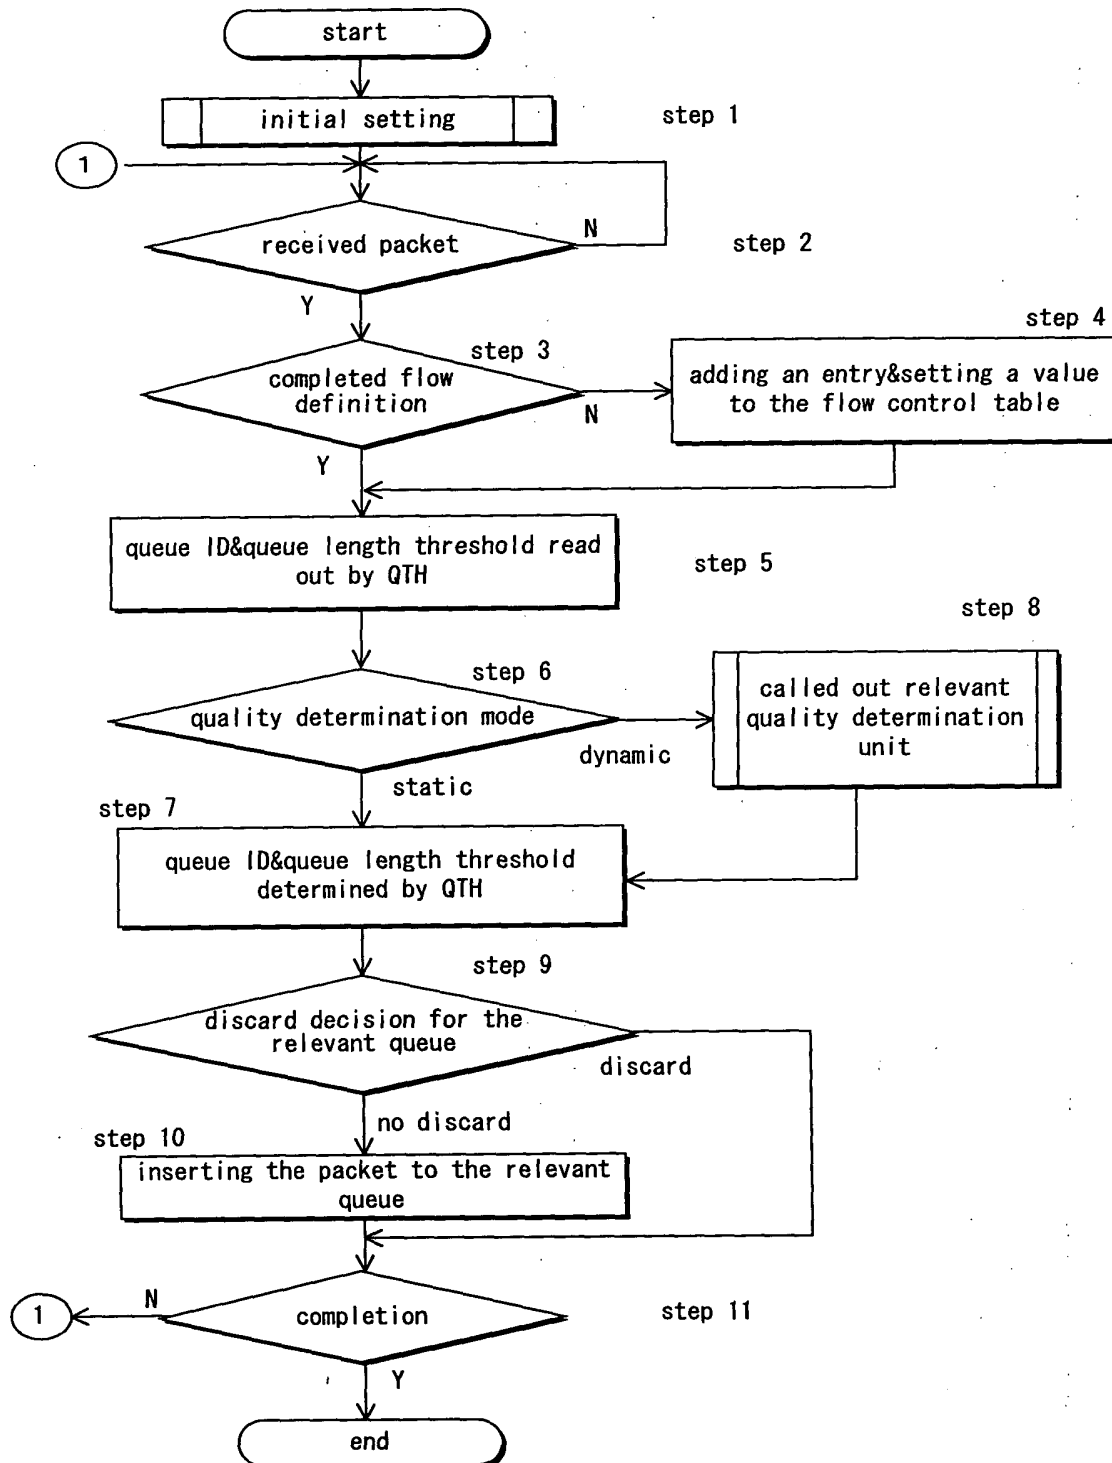 start
initial setting
step 1
1
received packet
N
step 2
Y
step 4
step 3
completed flow
definition
N
adding an entry&setting a value
to the flow control table
Y
queue ID&queue length threshold read
out by QTH
step 5
step 8
step 6
quality determination mode
called out relevant
quality determination
unit
dynamic
static
step 7
queue ID&queue length threshold
determined by QTH
step 9
discard decision for the
relevant queue
discard
no discard
step 10
inserting the packet to the relevant
queue
1
N
completion
step 11
Y
end